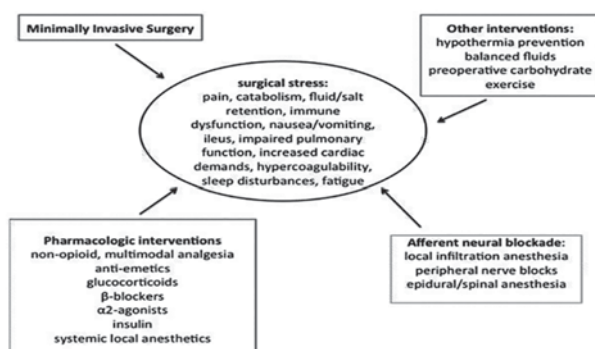 Minimally Invasive Surgery
Other interventions:
hypothermia prevention
balanced fluids
preoperative carbohydrate
exercise
surgical stress:
pain, catabolism, fluid/salt
retention, immune
dysfunction, nausea/vomiting,
ileus, impaired pulmonary
function, increased cardiac
demands, hypercoagulability,
sleep disturbances, fatigue
Pharmacologic interventions
non-opioid, multimodal analgesia
anti-emetics
glucocorticoids
β-blockers
α2-agonists
insulin
systemic local anesthetics
Afferent neural blockade:
local infiltration anesthesia
peripheral nerve blocks
epidural/spinal anesthesia